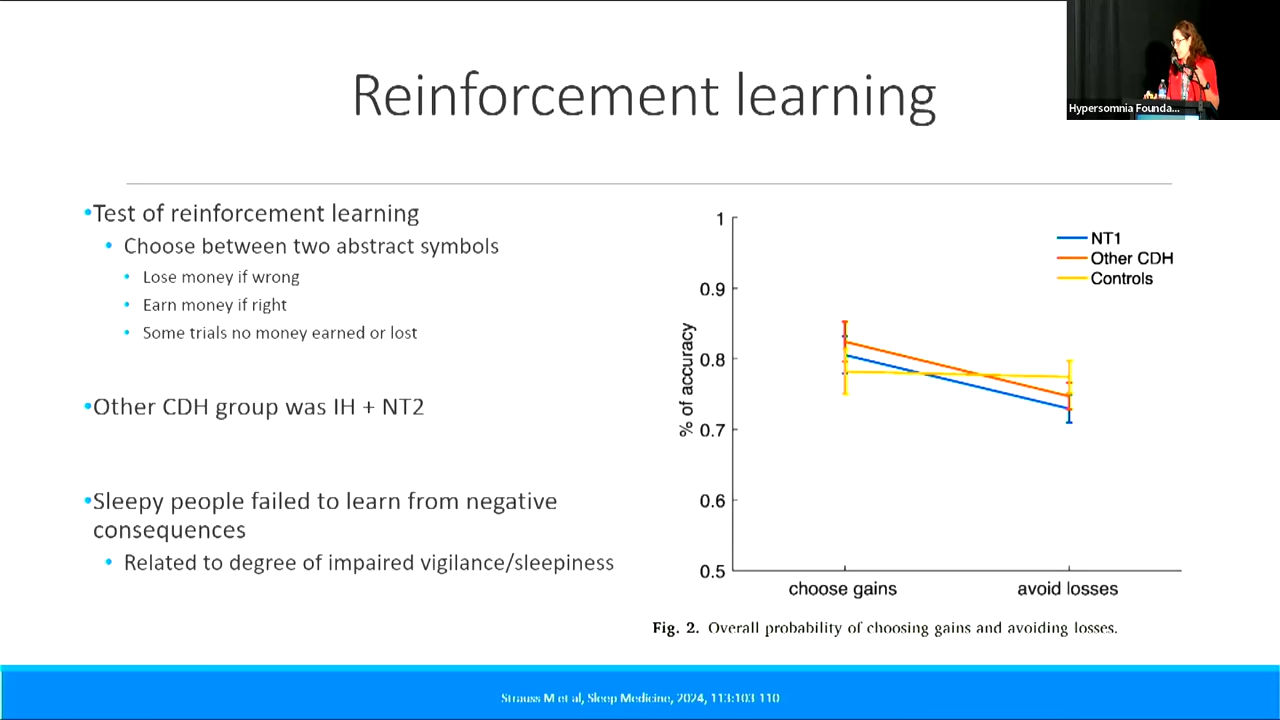 Reinforcement learning
Hypersomnia Founda...
•Test of reinforcement learning
• Choose between two abstract symbols
• Lose money if wrong
• Earn money if right
• Some trials no money earned or lost
•Other CDH group was IH + NT2
•Sleepy people failed to learn from negative
consequences
• Related to degree of impaired vigilance/sleepiness
1
0.9
0.8
0.7
0.6
0.5
% of accuracy
NT1
Other CDH
Controls
choose gains
avoid losses
Fig. 2. Overall probability of choosing gains and avoiding losses.
Strauss M et al, Sleep Medicine, 2024, 113:103-110